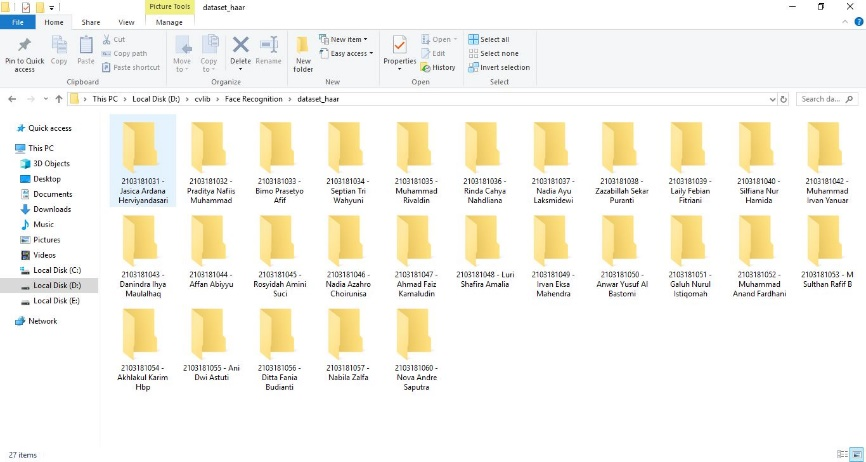 Picture Tools dataset_haar
File Home Share View Manage
Pin to Quick access
Copy
Paste
Cut
Copy path
Paste shortcut
Clipboard
Move to
Copy to
Delete
Rename
Organize
New folder
New item
Easy access
New
Properties
Open
Edit
History
Open
Select all
Select none
Invert selection
Select
This PC > Local Disk (D:) > cvlib > Face Recognition > dataset_haar
Search da...
Quick access
This PC
3D Objects
Desktop
Documents
Downloads
Music
Pictures
Videos
Local Disk (C:)
Local Disk (D:)
Local Disk (E:)
Network
2103181031 -
Jasica Ardana
Herviyandasari
2103181032 -
Praditya Nafiis
Muhammad
2103181033 -
Bimo Prasetyo
Afif
2103181034 -
Septian Tri
Wahyuni
2103181035 -
Muhammad
Rivaldin
2103181036 -
Rinda Cahya
Nahdliana
2103181037 -
Nadia Ayu
Laksmidewi
2103181038 -
Zazabillah Sekar
Puranti
2103181039 -
Laily Febian
Fitriani
2103181040 -
Silfiana Nur
Hamida
2103181042 -
Muhammad
Irvan Yanuar
2103181043 -
Danindra Ihya
Maulalhaq
2103181044 -
Affan Abiyyu
2103181045 -
Rosyidah Amini
Suci
2103181046 -
Nadia Azahro
Choirunisa
2103181047 -
Ahmad Faiz
Kamaludin
2103181048 - Luri
Shafira Amalia
2103181049 -
Irvan Eksa
Mahendra
2103181050 -
Anwar Yusuf Al
Bastomi
2103181051 -
Galuh Nurul
Istiqomah
2103181052 -
Muhammad
Anand Fardhani
2103181053 - M
Sulthan Rafif B
2103181054 -
Akhlakul Karim
Hbp
2103181055 - Ani
Dwi Astuti
2103181056 -
Ditta Fania
Budianti
2103181057 -
Nabila Zalfa
2103181060 -
Nova Andre
Saputra
27 items